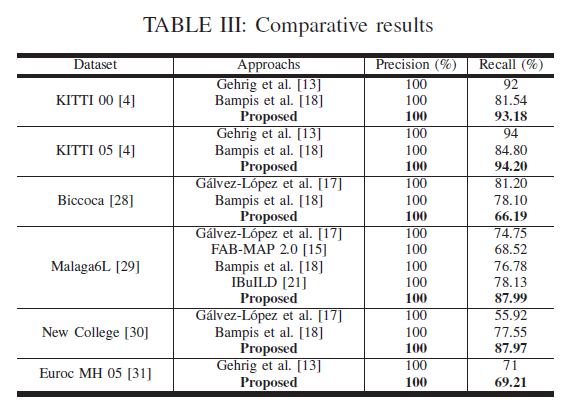 TABLE III: Comparative results
Dataset Approachs Precision (%) Recall (%)
KITTI 00 [4]
Gehrig et al. [13] 100 92
Bampis et al. [18] 100 81.54
Proposed 100 93.18
KITTI 05 [4]
Gehrig et al. [13] 100 94
Bampis et al. [18] 100 84.80
Proposed 100 94.20
Biccoca [28]
Gálvez-López et al. [17] 100 81.20
Bampis et al. [18] 100 78.10
Proposed 100 66.19
Malaga6L [29]
Gálvez-López et al. [17] 100 74.75
FAB-MAP 2.0 [15] 100 68.52
Bampis et al. [18] 100 76.78
IBuILD [21] 100 78.13
Proposed 100 87.99
New College [30]
Gálvez-López et al. [17] 100 55.92
Bampis et al. [18] 100 77.55
Proposed 100 87.97
Euroc MH 05 [31]
Gehrig et al. [13] 100 71
Proposed 100 69.21